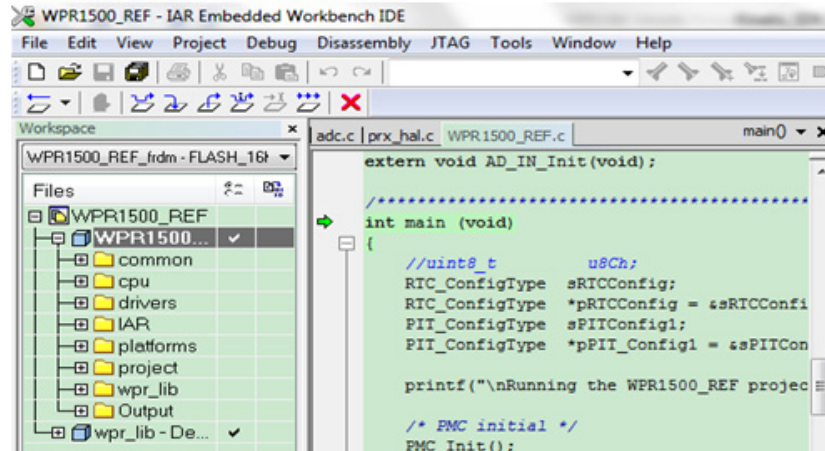 WPR1500_REF - IAR Embedded Workbench IDE
File Edit View Project Debug Disassembly JTAG Tools Window Help
Workspace
WPR1500_REF_frdm - FLASH_16
Files
WPR1500_REF
WPR1500...
common
cpu
drivers
IAR
platforms
project
wpr_lib
Output
wpr_lib - De...
adc.c prx_hal.c WPR1500_REF.c main()
extern void AD_IN_Init(void);
/*******************************************
int main (void)
{
//uint8_t u8Ch;
RTC_ConfigType sRTCConfig;
RTC_ConfigType *pRTCConfig = &sRTCConfi
PIT_ConfigType sPITConfig1;
PIT_ConfigType *pPIT_Config1 = &sPITCon
printf("\nRunning the WPR1500_REF projec
/* PMC initial */
PMC_Init();